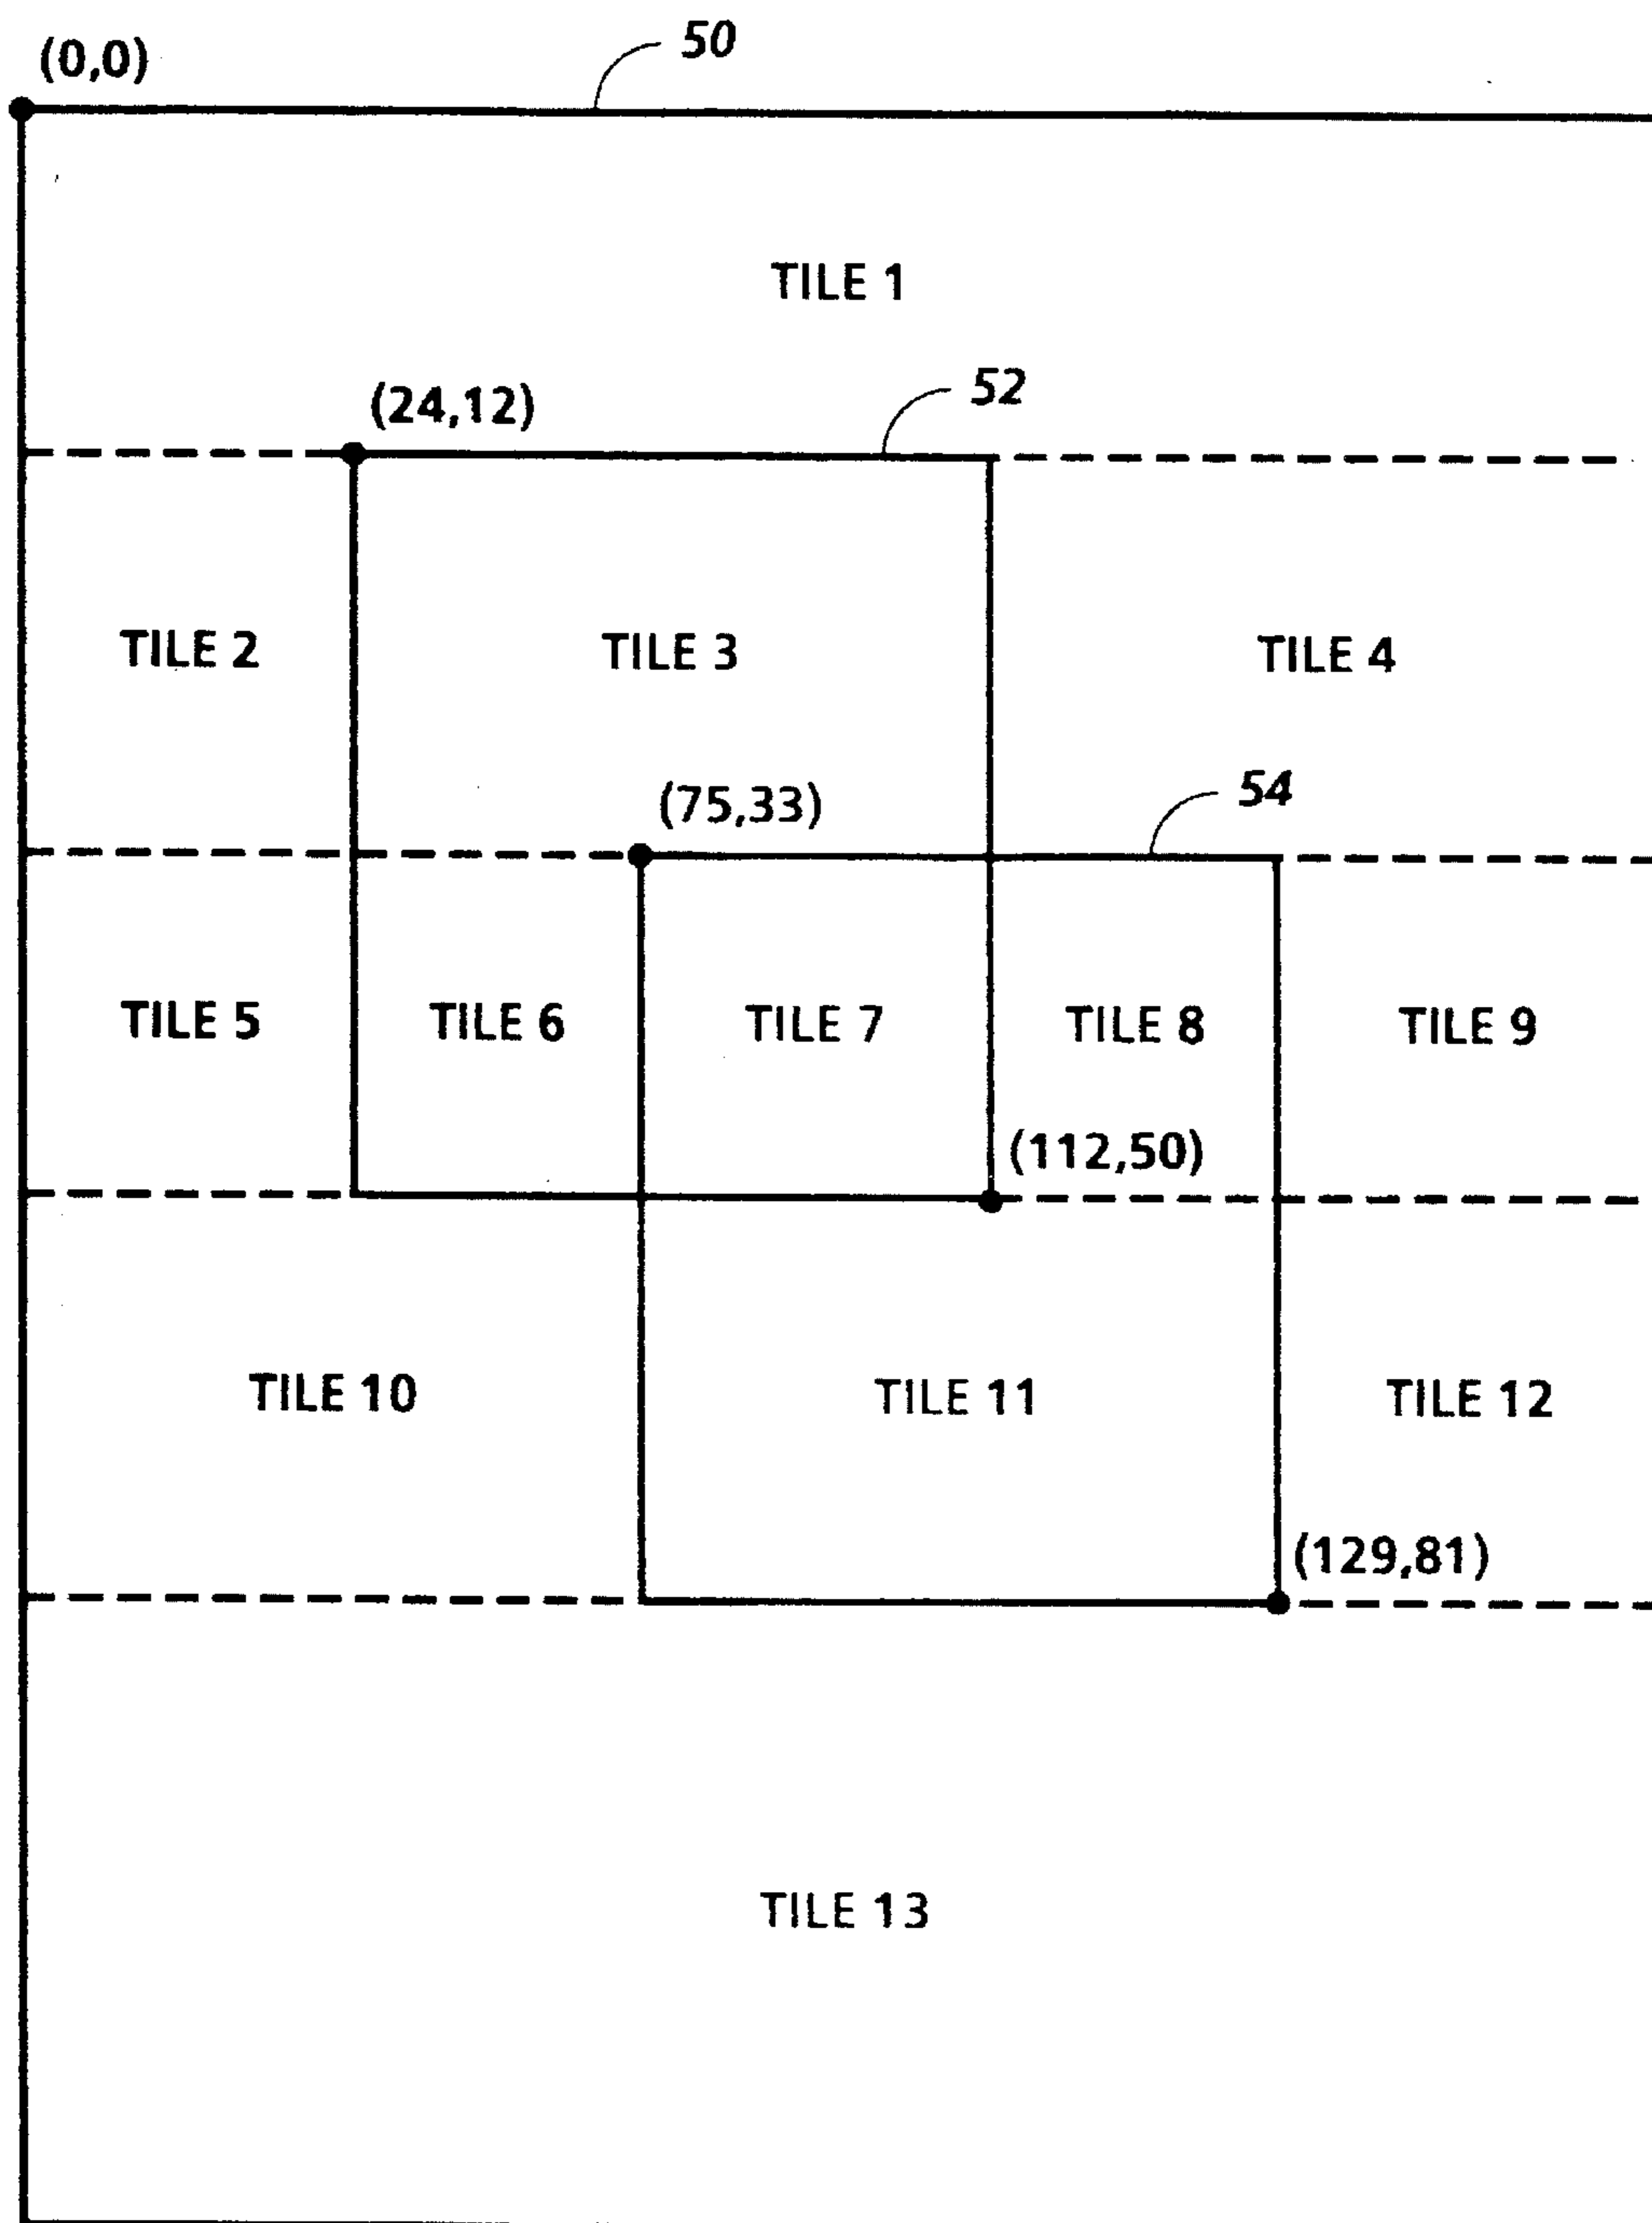 50
(0,0)
TILE 1
52
(24,12)
TILE 2
TILE 3
TILE 4
54
(75,33)
TILE 5
TILE 6
TILE 7
TILE 8
TILE 9
(112,50)
TILE 10
TILE 11
TILE 12
(129,81)
TILE 13